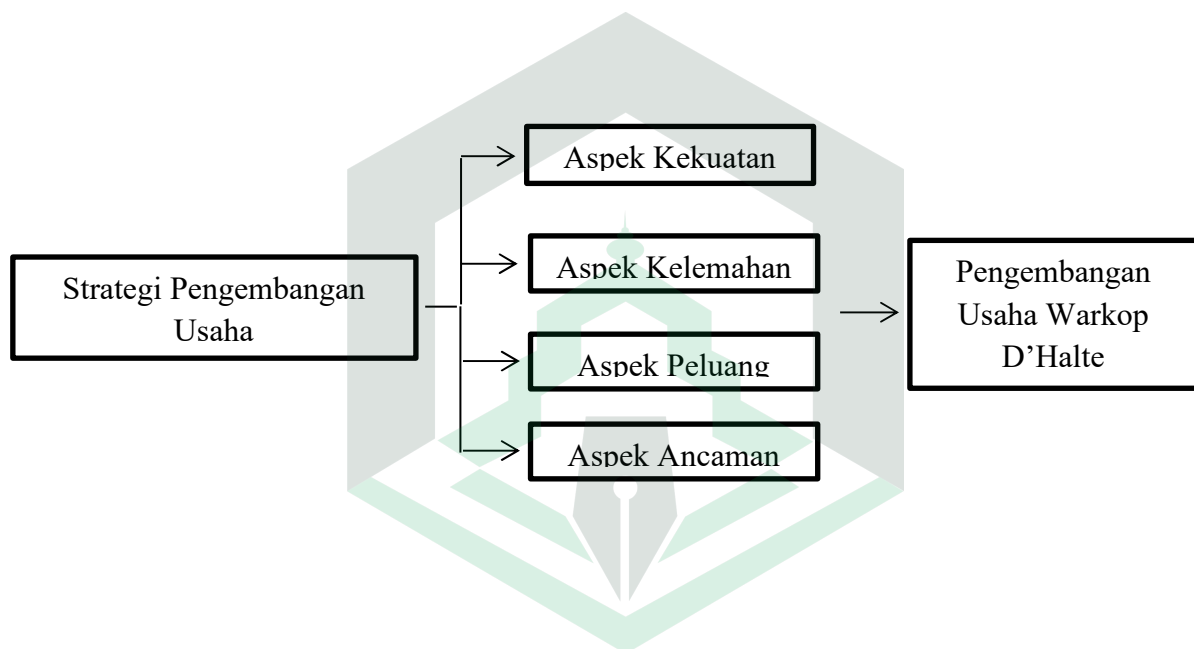 Strategi Pengembangan
Usaha
Aspek Kekuatan
Aspek Kelemahan
Aspek Peluang
Aspek Ancaman
Pengembangan
Usaha Warkop
D’Halte